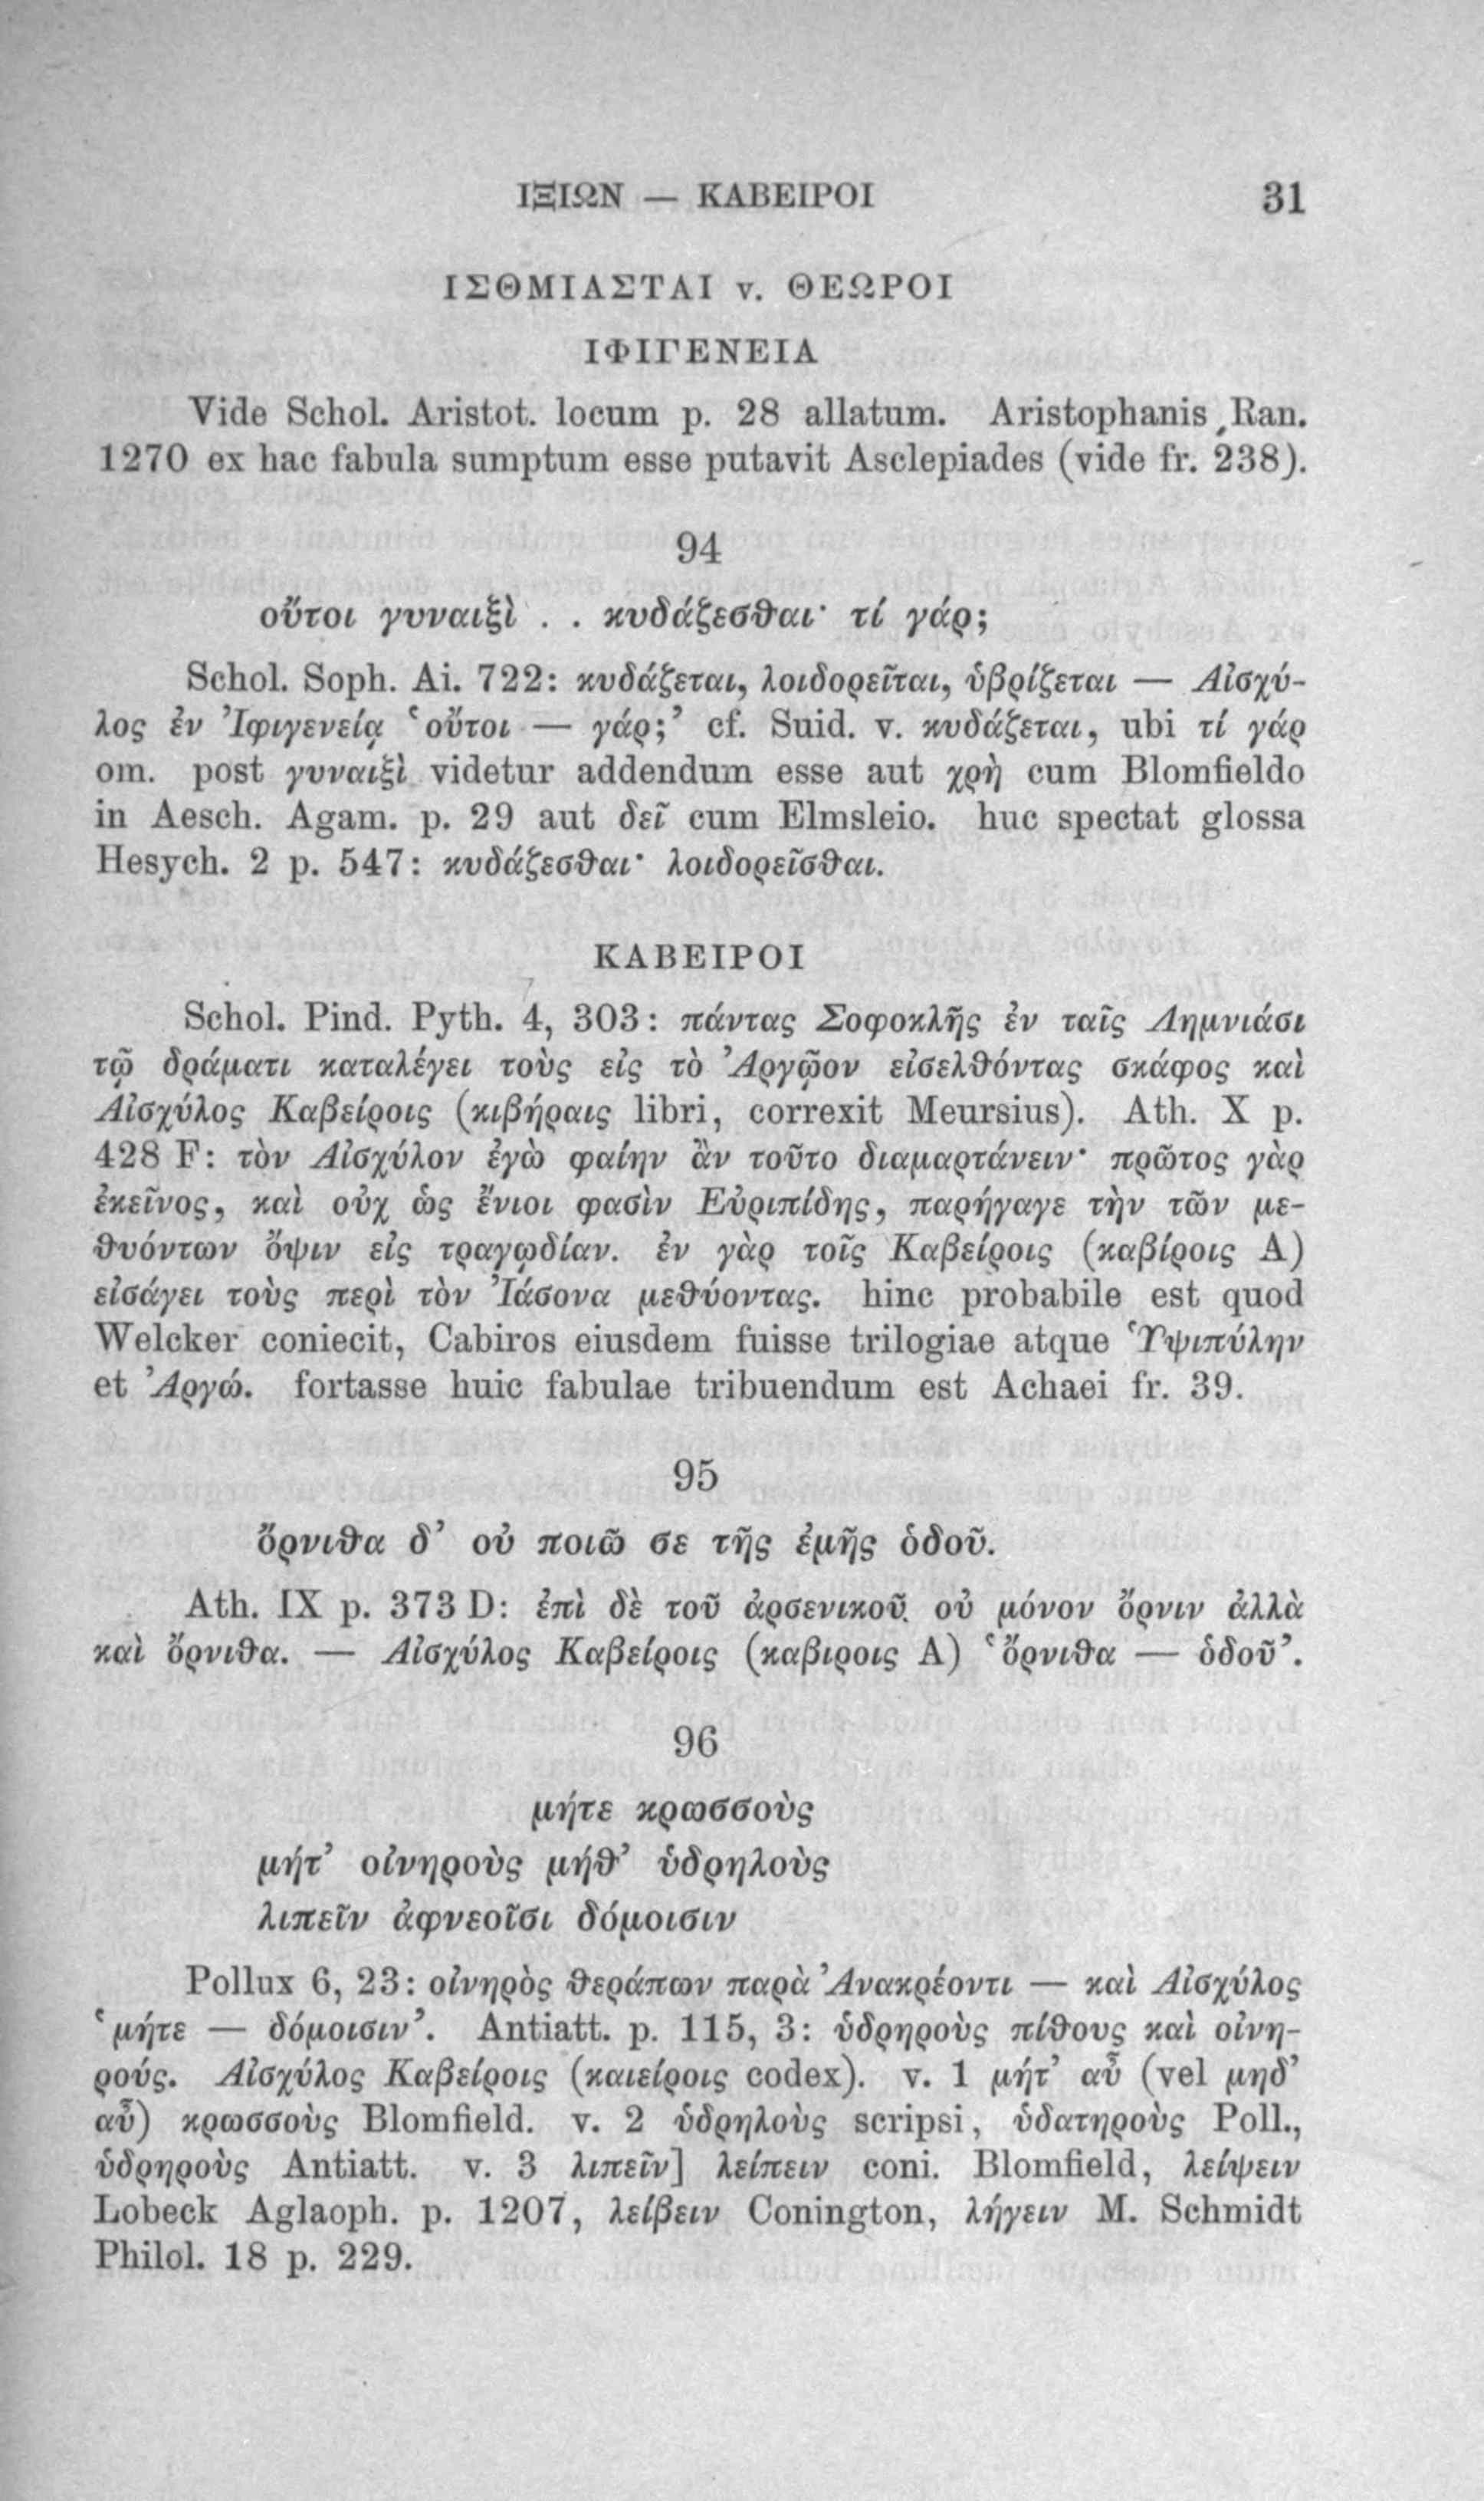 ΙΞΙΩΝ — ΚΑΒΕΙΡΟΙ 31
ΙΣΘΜΙΑΣΤΑΙ v. ΘΕΩΡΟΙ
ΙΦΙΓΕΝΕΙΑ
Vide Schol. Aristot. locum p. 28 allatum. Aristophanis Ran.
1270 ex hac fabula sumptum esse putavit Asclepiades (vide fr. 238).
94
οὔτοι γυναιξὶ . . κυδάζεσθαι· τί γάρ;
Schol. Soph. Ai. 722: κυδάζεται, λοιδορεῖται, ὑβρίζεται — Αἰσχύ-
λος ἐν Ἰφιγενείᾳ ‘οὔτοι — γάρ;’ cf. Suid. v. κυδάζεται, ubi τί γάρ
om. post γυναιξὶ videtur addendum esse aut χρὴ cum Blomfieldo
in Aesch. Agam. p. 29 aut δεῖ cum Elmsleio. huc spectat glossa
Hesych. 2 p. 547: κυδάζεσθαι· λοιδορεῖσθαι.
ΚΑΒΕΙΡΟΙ
Schol. Pind. Pyth. 4, 303: πάντας Σοφοκλῆς ἐν ταῖς Λημνιάσι
τῷ δράματι καταλέγει τοὺς εἰς τὸ Ἀργῷον εἰσελθόντας σκάφος καὶ
Αἰσχύλος Καβείροις (κιβήραις libri, correxit Meursius). Ath. X p.
428 F: τὸν Αἰσχύλον ἐγὼ φαίην ἂν τοῦτο διαμαρτάνειν· πρῶτος γὰρ
ἐκεῖνος, καὶ οὐχ ὡς ἔνιοι φασὶν Εὐριπίδης, παρήγαγε τὴν τῶν με-
θυόντων ὄψιν εἰς τραγῳδίαν. ἐν γὰρ τοῖς Καβείροις (καβίροις A)
εἰσάγει τοὺς περὶ τὸν Ἰάσονα μεθύοντας. hinc probabile est quod
Welcker coniecit, Cabiros eiusdem fuisse trilogiae atque Ὑψιπύλην
et Ἀργώ. fortasse huic fabulae tribuendum est Achaei fr. 39.
95
ὄρνιθα δ’ οὐ ποιῶ σε τῆς ἐμῆς ὁδοῦ.
Ath. IX p. 373 D: ἐπὶ δὲ τοῦ ἀρσενικοῦ οὐ μόνον ὄρνιν ἀλλὰ
καὶ ὄρνιθα. — Αἰσχύλος Καβείροις (καβιροις A) ‘ὄρνιθα — ὁδοῦ’.
96
μήτε κρωσσοὺς
μήτ’ οἰνηροὺς μήθ’ ὑδρηλοὺς
λιπεῖν ἀφνεοῖσι δόμοισιν
Pollux 6, 23: οἰνηρὸς θεράπων παρὰ Ἀνακρέοντι — καὶ Αἰσχύλος
‘μήτε — δόμοισιν’. Antiatt. p. 115, 3: ὑδρηροὺς πίθους καὶ οἰνη-
ρούς. Αἰσχύλος Καβείροις (καιείροις codex). v. 1 μήτ’ αὖ (vel μηδ’
αὖ) κρωσσοὺς Blomfield. v. 2 ὑδρηλοὺς scripsi, ὑδατηροὺς Poll.,
ὑδρηροὺς Antiatt. v. 3 λιπεῖν] λείπειν coni. Blomfield, λείψειν
Lobeck Aglaoph. p. 1207, λείβειν Conington, λήγειν M. Schmidt
Philol. 18 p. 229.